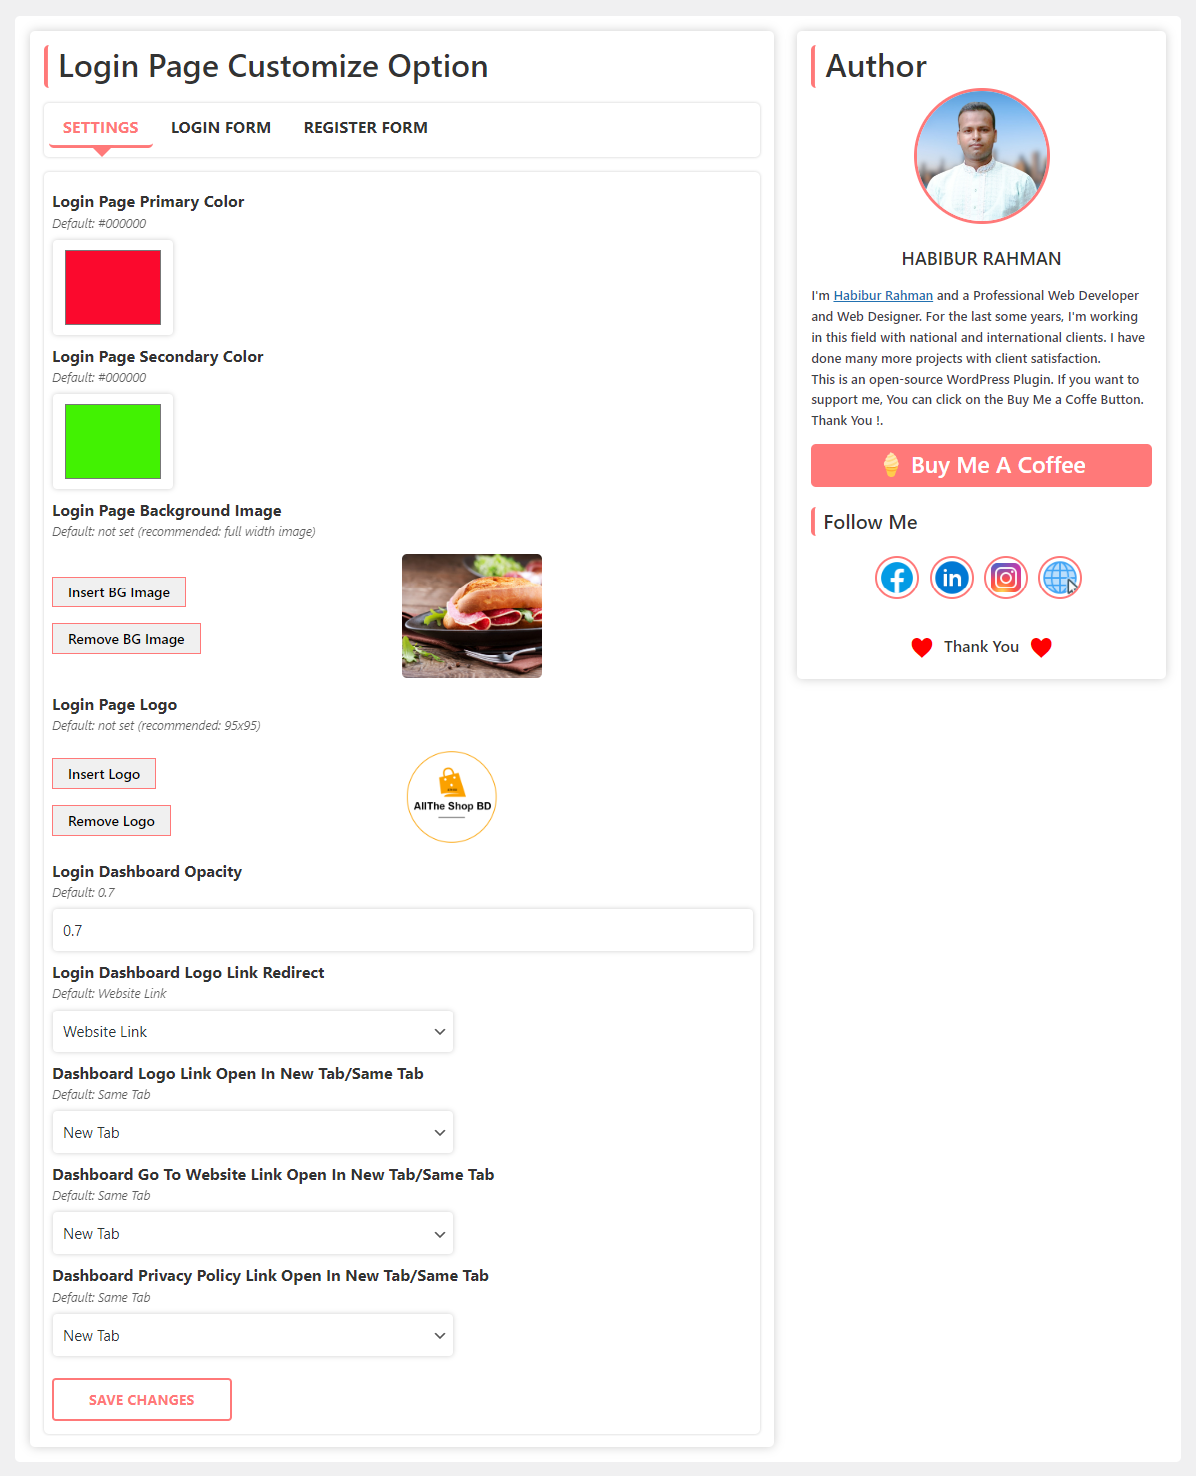 Login Page Customize Option
SETTINGS
LOGIN FORM
REGISTER FORM
Login Page Primary Color
Default: #000000
Login Page Secondary Color
Default: #000000
Login Page Background Image
Default: not set (recommended: full width image)
Insert BG Image
Remove BG Image
Login Page Logo
Default: not set (recommended: 95x95)
Insert Logo
Remove Logo
AllThe Shop BD
Login Dashboard Opacity
Default: 0.7
0.7
Login Dashboard Logo Link Redirect
Default: Website Link
Website Link
Dashboard Logo Link Open In New Tab/Same Tab
Default: Same Tab
New Tab
Dashboard Go To Website Link Open In New Tab/Same Tab
Default: Same Tab
New Tab
Dashboard Privacy Policy Link Open In New Tab/Same Tab
Default: Same Tab
New Tab
SAVE CHANGES
Author
HABIBUR RAHMAN
I'm Habibur Rahman and a Professional Web Developer
and Web Designer. For the last some years, I'm working
in this field with national and international clients. I have
done many more projects with client satisfaction.
This is an open-source WordPress Plugin. If you want to
support me, You can click on the Buy Me a Coffe Button.
Thank You !.
Buy Me A Coffee
Follow Me
in
Thank You